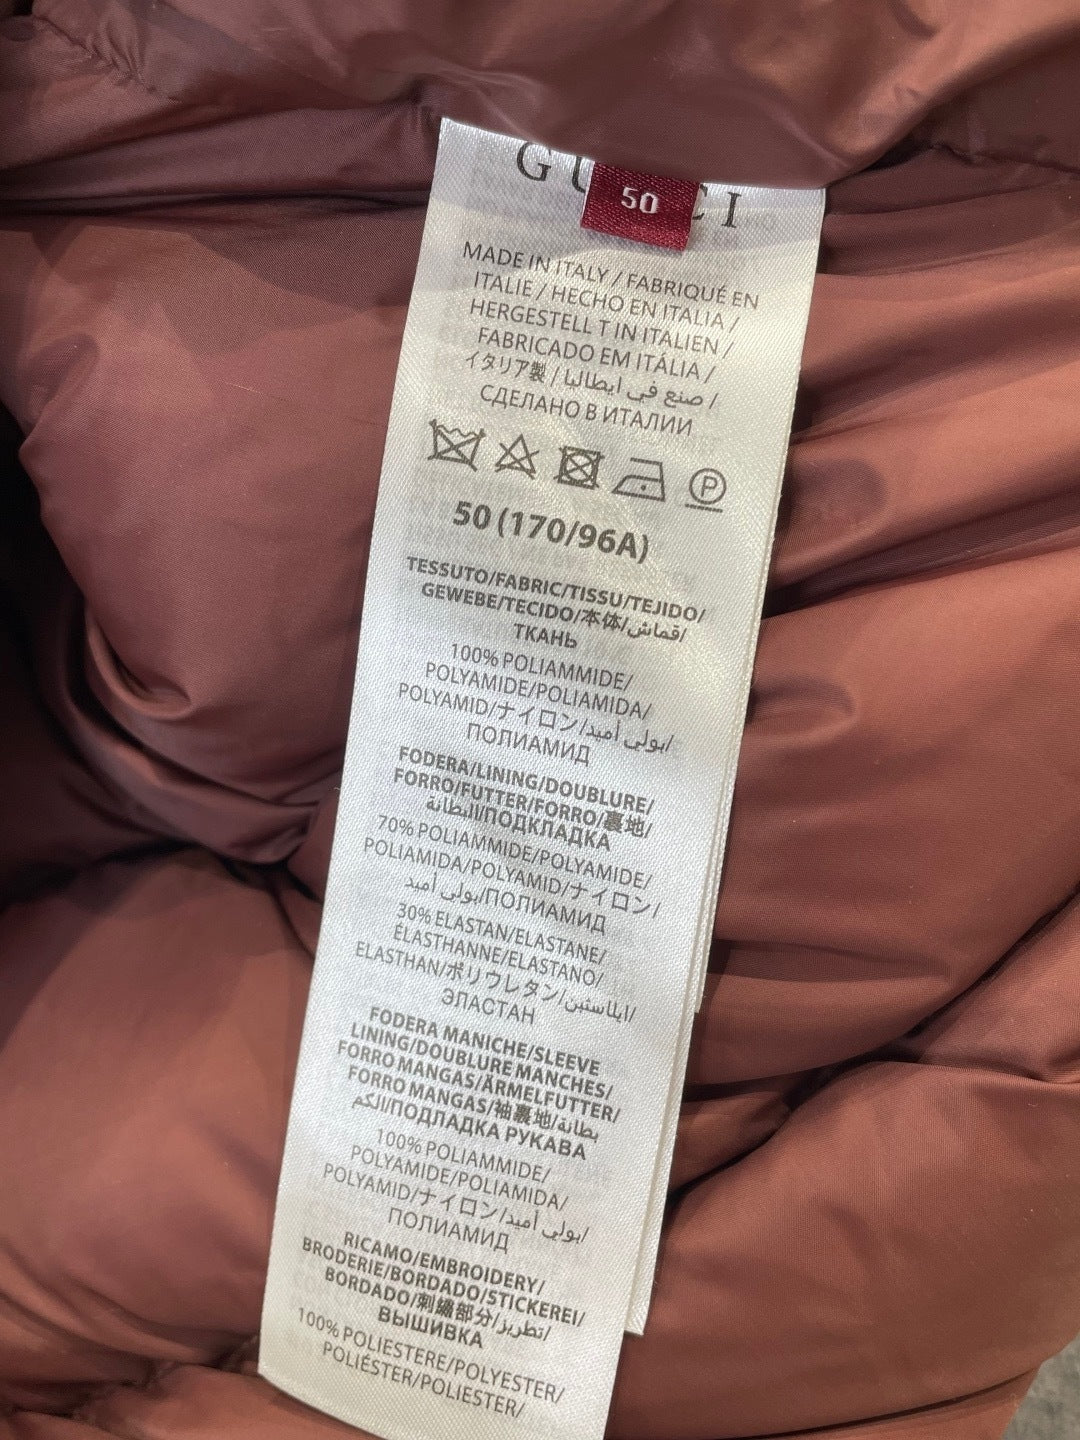 GUCCI
50
MADE IN ITALY / FABRIQUÉ EN
ITALIE / HECHO EN ITALIA /
HERGESTELL T IN ITALIEN /
FABRICADO EM ITÁLIA /
イタリア製 / صنع في ايطاليا /
СДЕЛАНО В ИТАЛИИ
P
50 (170/96A)
TESSUTO/FABRIC/TISSU/TEJIDO/
GEWEBE/TECIDO/本体/قماش/
ТКАНЬ
100% POLIAMMIDE/
POLYAMIDE/POLIAMIDA/
POLYAMID/ナイロン/بولي أميد/
ПОЛИАМИД
FODERA/LINING/DOUBLURE/
FORRO/FUTTER/FORRO/裏地/
البطانة/ПОДКЛАДКА
70% POLIAMMIDE/POLYAMIDE/
POLIAMIDA/POLYAMID/ナイロン/
بولي أميد/ПОЛИАМИД
30% ELASTAN/ELASTANE/
ÉLASTHANNE/ELASTANO/
ELASTHAN/ポリウレタン/ايلاستين/
ЭЛАСТАН
FODERA MANICHE/SLEEVE
LINING/DOUBLURE MANCHES/
FORRO MANGAS/ÄRMELFUTTER/
FORRO MANGAS/袖裏地/بطانة
الكم/ПОДЛАДКА РУКАВА
100% POLIAMMIDE/
POLYAMIDE/POLIAMIDA/
POLYAMID/ナイロン/بولي أميد/
ПОЛИАМИД
RICAMO/EMBROIDERY/
BRODERIE/BORDADO/STICKEREI/
BORDADO/刺繡部分/تطريز/
ВЫШИВКА
100% POLIESTERE/POLYESTER/
POLIÉSTER/POLIESTER/